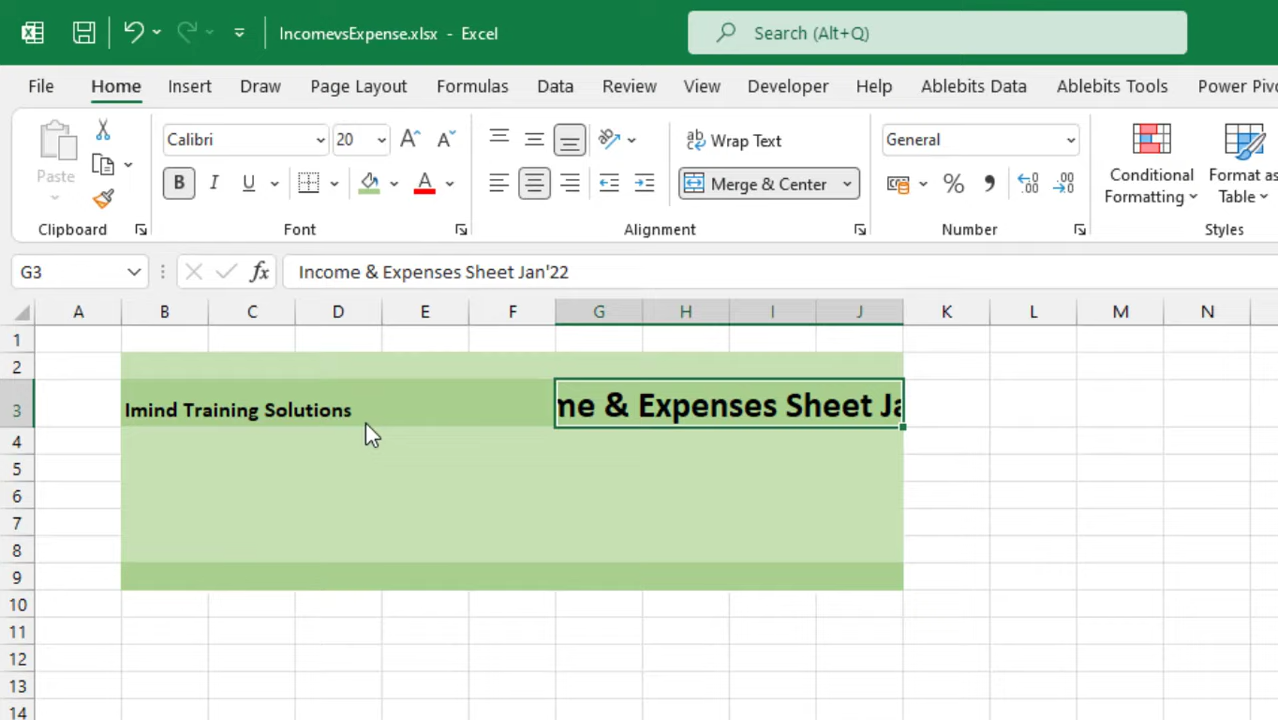 IncomevsExpense.xlsx - Excel
Search (Alt+Q)
File Home Insert Draw Page Layout Formulas Data Review View Developer Help Ablebits Data Ablebits Tools Power
Paste
Calibri 20
Wrap Text
General
Conditional Formatting
Format as Table
B I U A
Merge & Center
% 9
Clipboard Font Alignment Number Styles
G3 fx Income & Expenses Sheet Jan'22
A B C D E F G H I J K L M N
1
2
3 Imind Training Solutions me & Expenses Sheet Ja
4
5
6
7
8
9
10
11
12
13
14